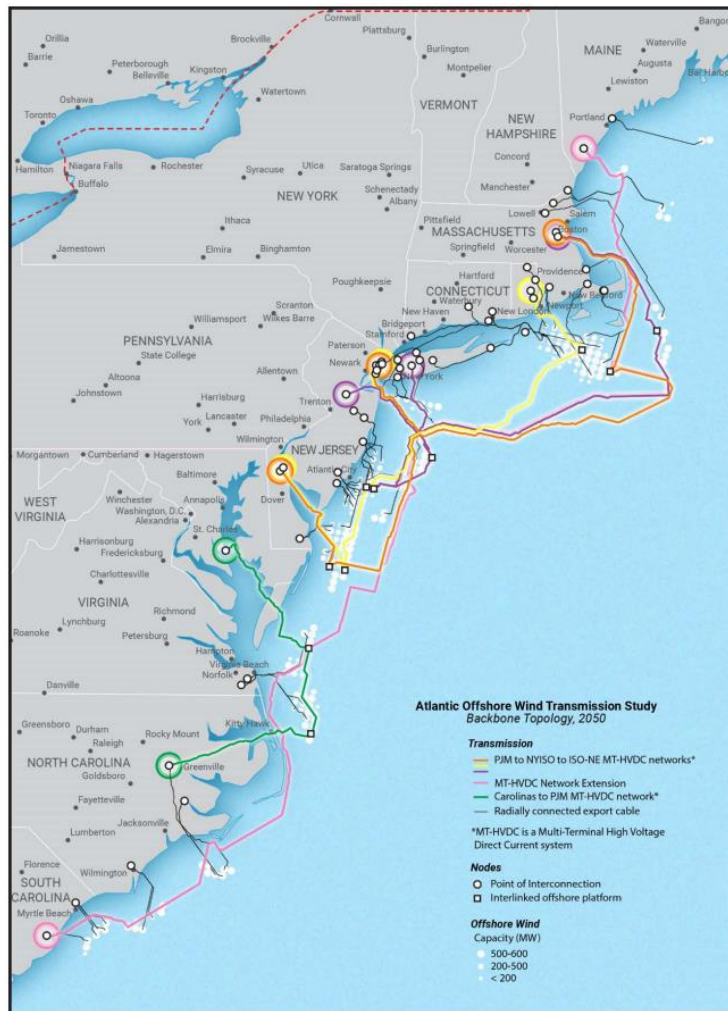 Cornwall
Bangor
Orillia
Brockville
Plattsburg
Waterville
MAINE
Barrie
Peterborough
Burlington
Augusta
Belleville
Kingston
Montpelier
Bar Harbor
Lewiston
Watertown
Oshawa
VERMONT
Toronto
NEW
HAMPSHIRE
Portland
Hamilton
Niagara Falls
Rochester
Utica
Saratoga Springs
Concord
Syracuse
Buffalo
Manchester
NEW YORK
Schenectady
Albany
Lowell
Salem
Ithaca
Pittsfield
MASSACHUSETTS
Boston
Jamestown
Elmira
Binghamton
Springfield
Worcester
Poughkeepsie
Hartford
Providence
CONNECTICUT
Waterbury
New Bedford
Scranton
New Haven
New London
Newport
Williamsport
Wilkes Barre
Bridgeport
Stamford
PENNSYLVANIA
Paterson
State College
Newark
New York
Altoona
Allentown
Johnstown
Harrisburg
Trenton
Lancaster
York
Philadelphia
Wilmington
NEW JERSEY
Morgantown
Cumberland
Hagerstown
Baltimore
Atlantic City
WEST
VIRGINIA
Winchester
Annapolis
Dover
Washington, D.C.
Alexandria
St. Charles
Harrisonburg
Fredericksburg
Charlottesville
VIRGINIA
Richmond
Lynchburg
Roanoke
Petersburg
Hampton
Virginia Beach
Norfolk
Danville
Kitty Hawk
Greensboro
Durham
Rocky Mount
Raleigh
NORTH CAROLINA
Greenville
Goldsboro
Fayetteville
Jacksonville
Lumberton
Florence
Wilmington
SOUTH
CAROLINA
Myrtle Beach
Atlantic Offshore Wind Transmission Study
Backbone Topology, 2050
Transmission
PJM to NYISO to ISO-NE MT-HVDC networks*
MT-HVDC Network Extension
Carolinas to PJM MT-HVDC network*
Radially connected export cable
*MT-HVDC is a Multi-Terminal High Voltage
Direct Current system
Nodes
Point of Interconnection
Interlinked offshore platform
Offshore Wind
Capacity (MW)
500-600
200-500
< 200